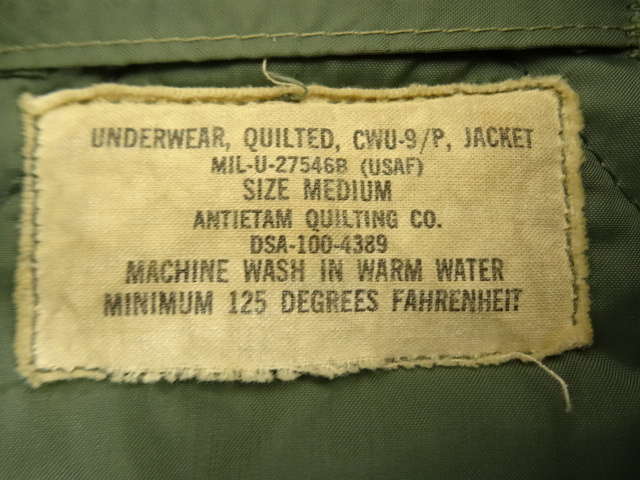 UNDERWEAR, QUILTED, CWU-9/P, JACKET
MIL-U-27546B (USAF)
SIZE MEDIUM
ANTIETAM QUILTING CO.
DSA-100-4389
MACHINE WASH IN WARM WATER
MINIMUM 125 DEGREES FAHRENHEIT